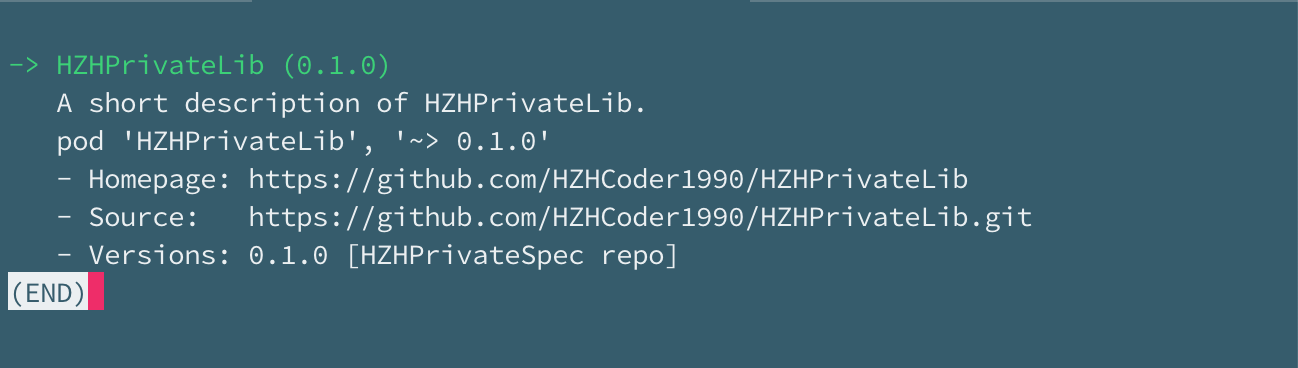 -> HZHPrivateLib (0.1.0)
A short description of HZHPrivateLib.
pod 'HZHPrivateLib', '~> 0.1.0'
- Homepage: https://github.com/HZHCoder1990/HZHPrivateLib
- Source:   https://github.com/HZHCoder1990/HZHPrivateLib.git
- Versions: 0.1.0 [HZHPrivateSpec repo]
(END)